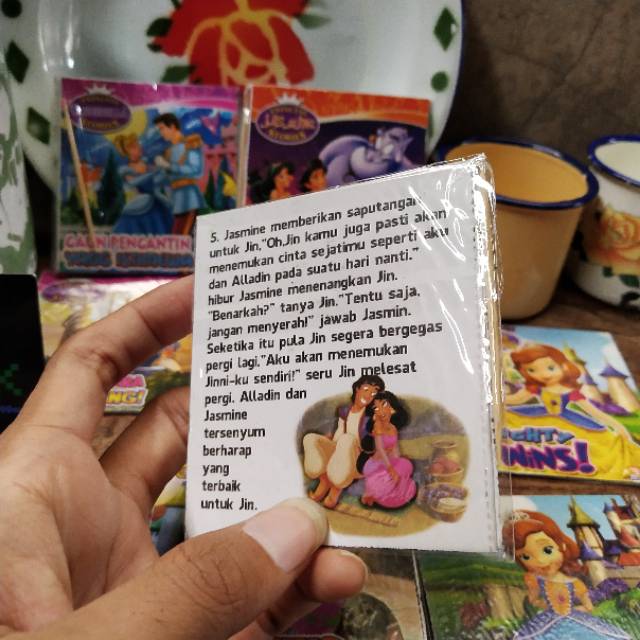 5. Jasmine memberikan saputangan
untuk Jin."Oh,Jin kamu juga pasti akan
menemukan cinta sejatimu seperti aku
dan Alladin pada suatu hari nanti."
hibur Jasmine menenangkan Jin.
"Benarkah?" tanya Jin."Tentu saja,
jangan menyerah!" jawab Jasmin.
Seketika itu pula Jin segera bergegas
pergi lagi."Aku akan menemukan
Jinni-ku sendiri!" seru Jin melesat
pergi. Alladin dan
Jasmine
tersenyum
berharap
yang
terbaik
untuk Jin.
GAUN PENGANTIN
YANG